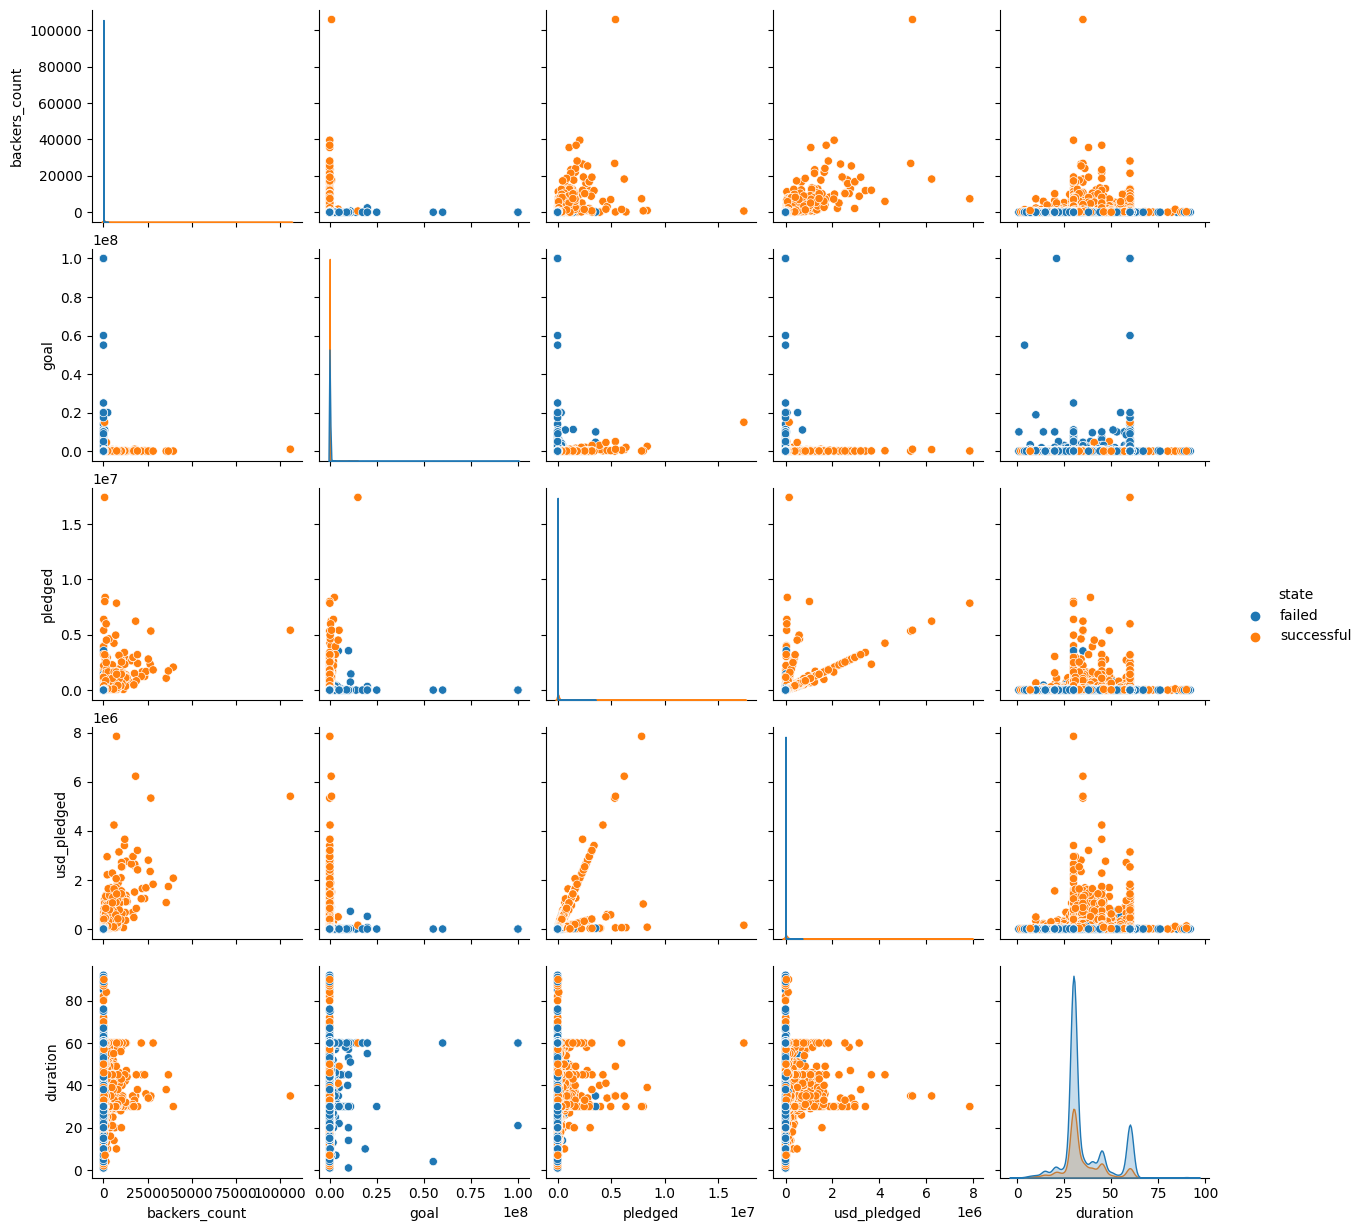 100000
80000
60000
40000
20000
0
backers_count
1e8
1.0
0.8
0.6
0.4
0.2
0.0
goal
1e7
1.5
1.0
0.5
0.0
pledged
state
failed
successful
1e6
8
6
4
2
0
usd_pledged
80
60
40
20
0
duration
0 25000 50000 75000 100000
backers_count
0.00 0.25 0.50 0.75 1.00
goal 1e8
0.0 0.5 1.0 1.5
pledged 1e7
0 2 4 6 8
usd_pledged 1e6
0 25 50 75 100
duration